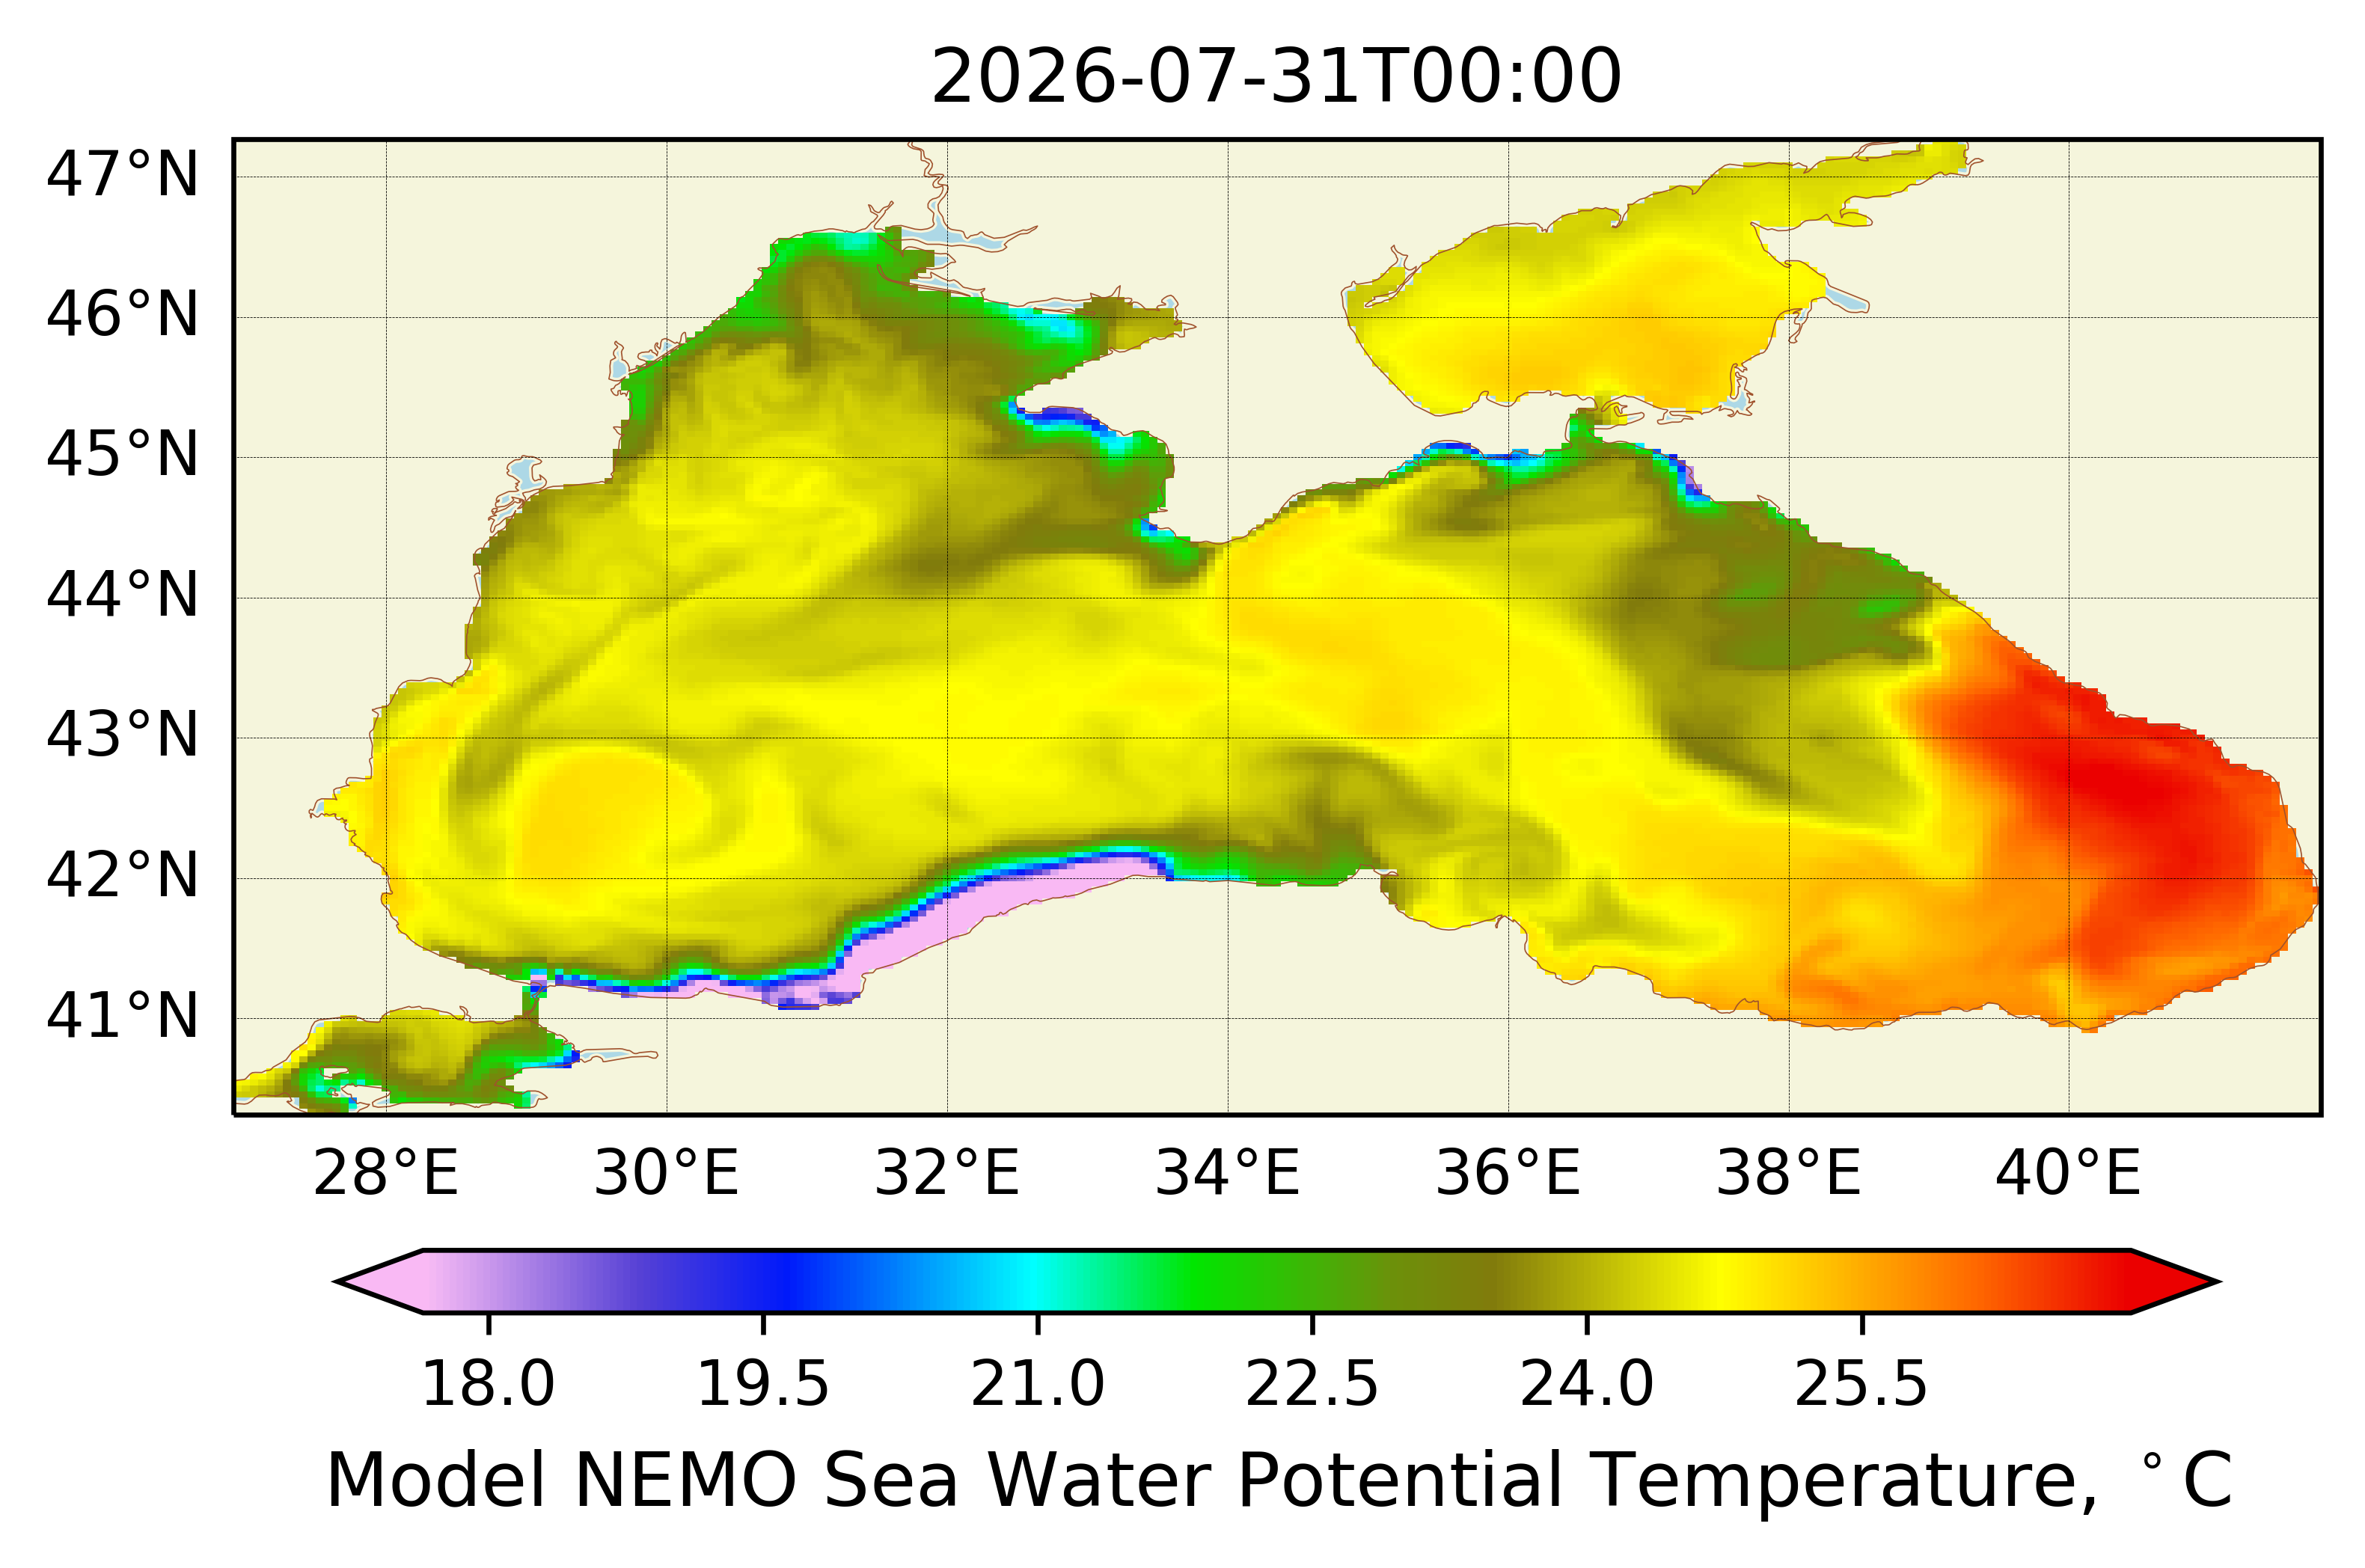 2026-07-31T00:00
47°N
46°N
45°N
44°N
43°N
42°N
41°N
28°E 30°E 32°E 34°E 36°E 38°E 40°E
18.0 19.5 21.0 22.5 24.0 25.5
Model NEMO Sea Water Potential Temperature, °C